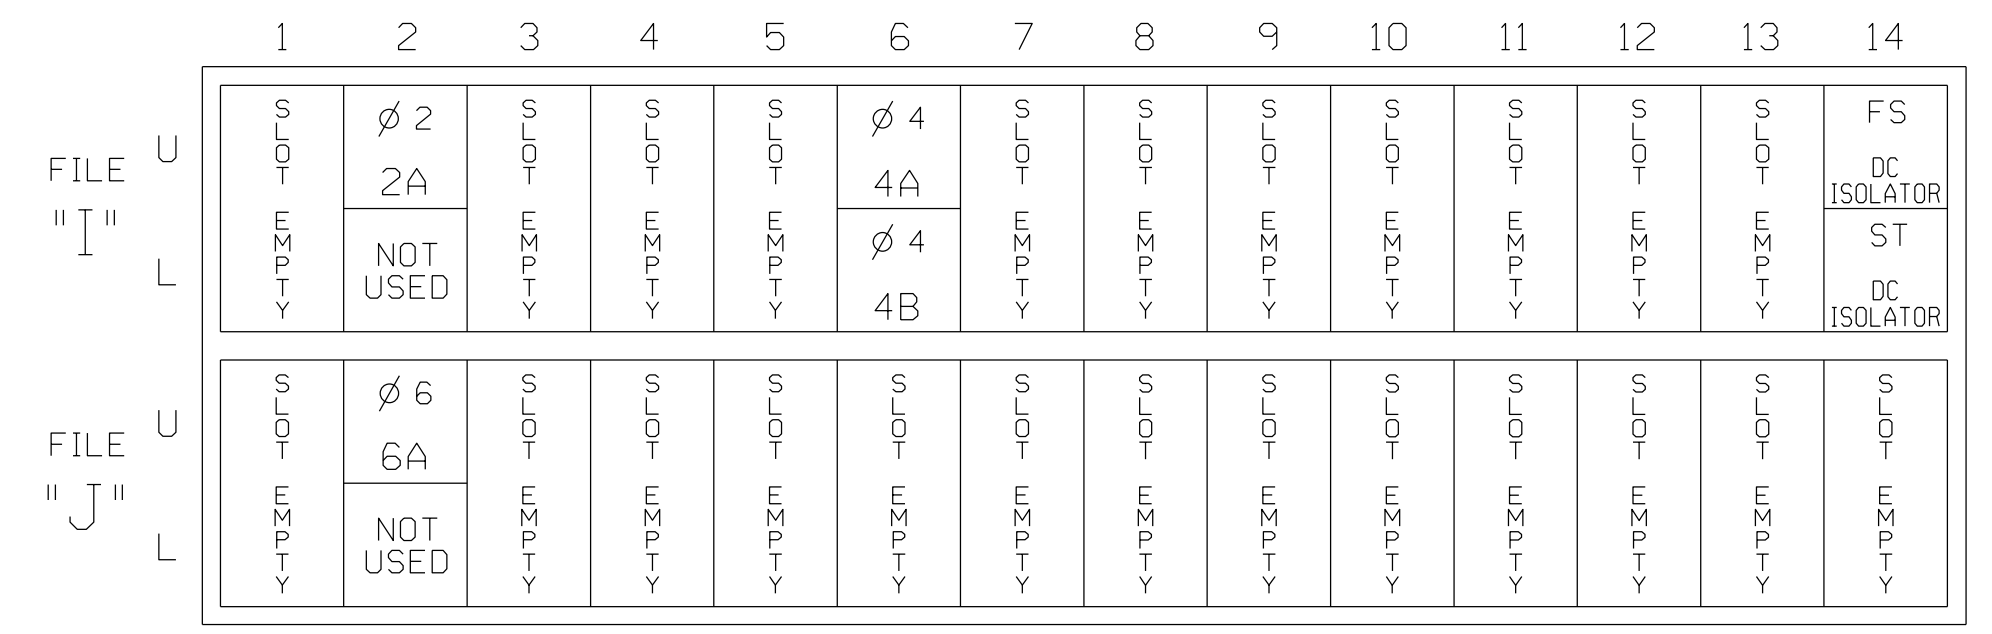 1 2 3 4 5 6 7 8 9 10 11 12 13 14
FILE "I"
U
L
SLOT EMPTY
Ø 2
2A
NOT
USED
SLOT EMPTY
SLOT EMPTY
SLOT EMPTY
Ø 4
4A
Ø 4
4B
SLOT EMPTY
SLOT EMPTY
SLOT EMPTY
SLOT EMPTY
SLOT EMPTY
SLOT EMPTY
SLOT EMPTY
FS
DC
ISOLATOR
ST
DC
ISOLATOR
FILE "J"
U
L
SLOT EMPTY
Ø 6
6A
NOT
USED
SLOT EMPTY
SLOT EMPTY
SLOT EMPTY
SLOT EMPTY
SLOT EMPTY
SLOT EMPTY
SLOT EMPTY
SLOT EMPTY
SLOT EMPTY
SLOT EMPTY
SLOT EMPTY
SLOT EMPTY